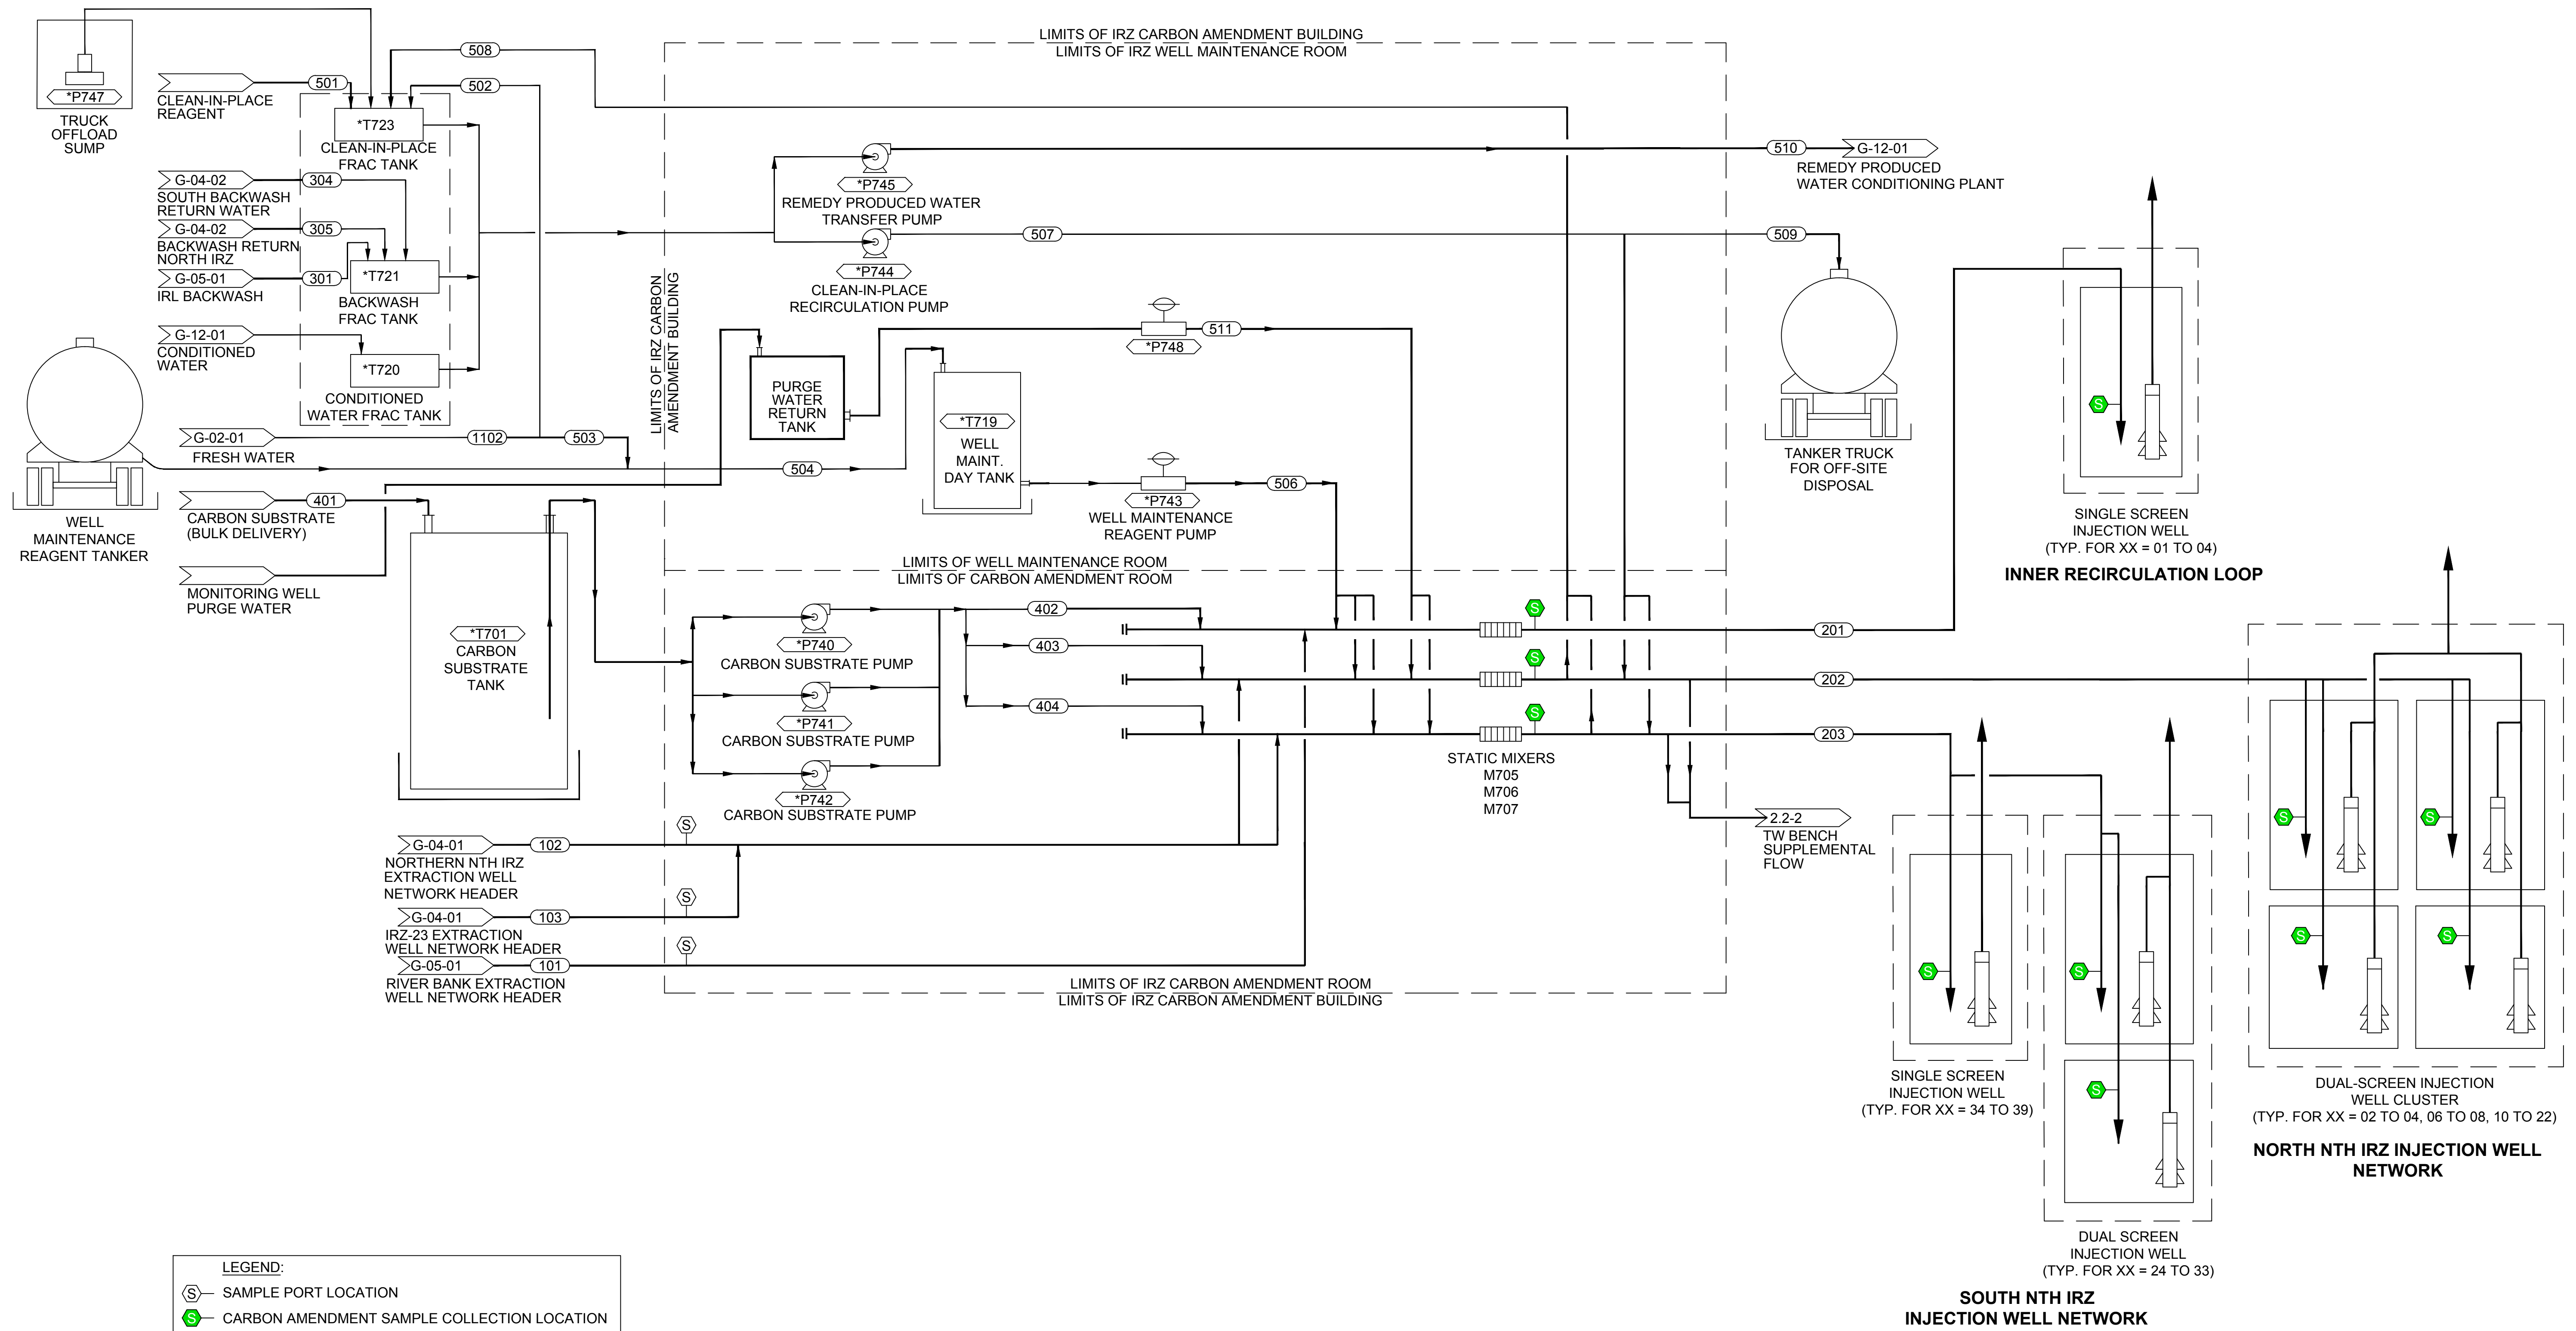 LIMITS OF IRZ CARBON AMENDMENT BUILDING
LIMITS OF IRZ WELL MAINTENANCE ROOM
508
502
501
*P747
TRUCK
OFFLOAD
SUMP
CLEAN-IN-PLACE
REAGENT
*T723
CLEAN-IN-PLACE
FRAC TANK
G-04-02
304
SOUTH BACKWASH
RETURN WATER
G-04-02
305
BACKWASH RETURN
NORTH IRZ
G-05-01
301
IRL BACKWASH
*T721
BACKWASH
FRAC TANK
G-12-01
CONDITIONED
WATER
*T720
CONDITIONED
WATER FRAC TANK
G-02-01
FRESH WATER
1102
503
504
WELL
MAINTENANCE
REAGENT TANKER
401
CARBON SUBSTRATE
(BULK DELIVERY)
MONITORING WELL
PURGE WATER
*T701
CARBON
SUBSTRATE
TANK
LIMITS OF IRZ CARBON
AMENDMENT BUILDING
*P745
REMEDY PRODUCED WATER
TRANSFER PUMP
*P744
CLEAN-IN-PLACE
RECIRCULATION PUMP
507
510
G-12-01
REMEDY PRODUCED
WATER CONDITIONING PLANT
509
TANKER TRUCK
FOR OFF-SITE
DISPOSAL
PURGE
WATER
RETURN
TANK
*P748
511
*T719
WELL
MAINT.
DAY TANK
*P743
WELL MAINTENANCE
REAGENT PUMP
506
LIMITS OF WELL MAINTENANCE ROOM
LIMITS OF CARBON AMENDMENT ROOM
*P740
CARBON SUBSTRATE PUMP
*P741
CARBON SUBSTRATE PUMP
*P742
CARBON SUBSTRATE PUMP
402
403
404
S
S
S
STATIC MIXERS
M705
M706
M707
201
202
203
2.2-2
TW BENCH
SUPPLEMENTAL
FLOW
S
S
S
G-04-01
102
NORTHERN NTH IRZ
EXTRACTION WELL
NETWORK HEADER
G-04-01
103
IRZ-23 EXTRACTION
WELL NETWORK HEADER
G-05-01
101
RIVER BANK EXTRACTION
WELL NETWORK HEADER
LIMITS OF IRZ CARBON AMENDMENT ROOM
LIMITS OF IRZ CARBON AMENDMENT BUILDING
S
SINGLE SCREEN
INJECTION WELL
(TYP. FOR XX = 01 TO 04)
INNER RECIRCULATION LOOP
S
SINGLE SCREEN
INJECTION WELL
(TYP. FOR XX = 34 TO 39)
S
S
DUAL SCREEN
INJECTION WELL
(TYP. FOR XX = 24 TO 33)
SOUTH NTH IRZ
INJECTION WELL NETWORK
S
S
S
S
DUAL-SCREEN INJECTION
WELL CLUSTER
(TYP. FOR XX = 02 TO 04, 06 TO 08, 10 TO 22)
NORTH NTH IRZ INJECTION WELL
NETWORK
LEGEND:
S SAMPLE PORT LOCATION
S CARBON AMENDMENT SAMPLE COLLECTION LOCATION